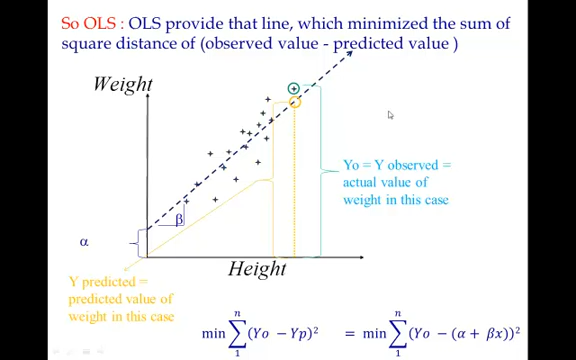 So OLS : OLS provide that line, which minimized the sum of
square distance of (observed value - predicted value )
Weight
Yo = Y observed =
actual value of
weight in this case
β
α
Height
Y predicted =
predicted value of
weight in this case
min n∑1 (Yo − Yp)² = min n∑1 (Yo − (α + βx))²